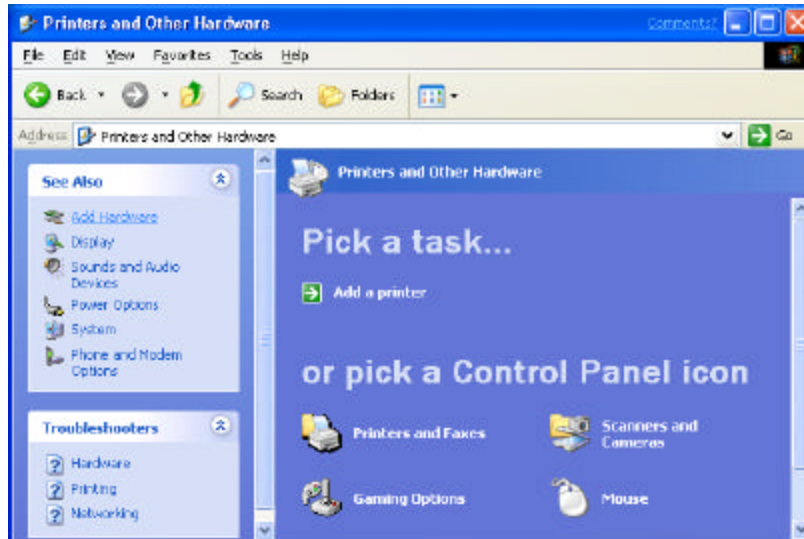 Printers and Other Hardware
Comments?
File Edit View Favorites Tools Help
Back Search Folders
Address Printers and Other Hardware Go
See Also
Add Hardware
Display
Sounds and Audio
Devices
Power Options
System
Phone and Modem
Options
Troubleshooters
Hardware
Printing
Networking
Printers and Other Hardware
Pick a task...
Add a printer
or pick a Control Panel icon
Printers and Faxes
Scanners and
Cameras
Gaming Options
Mouse